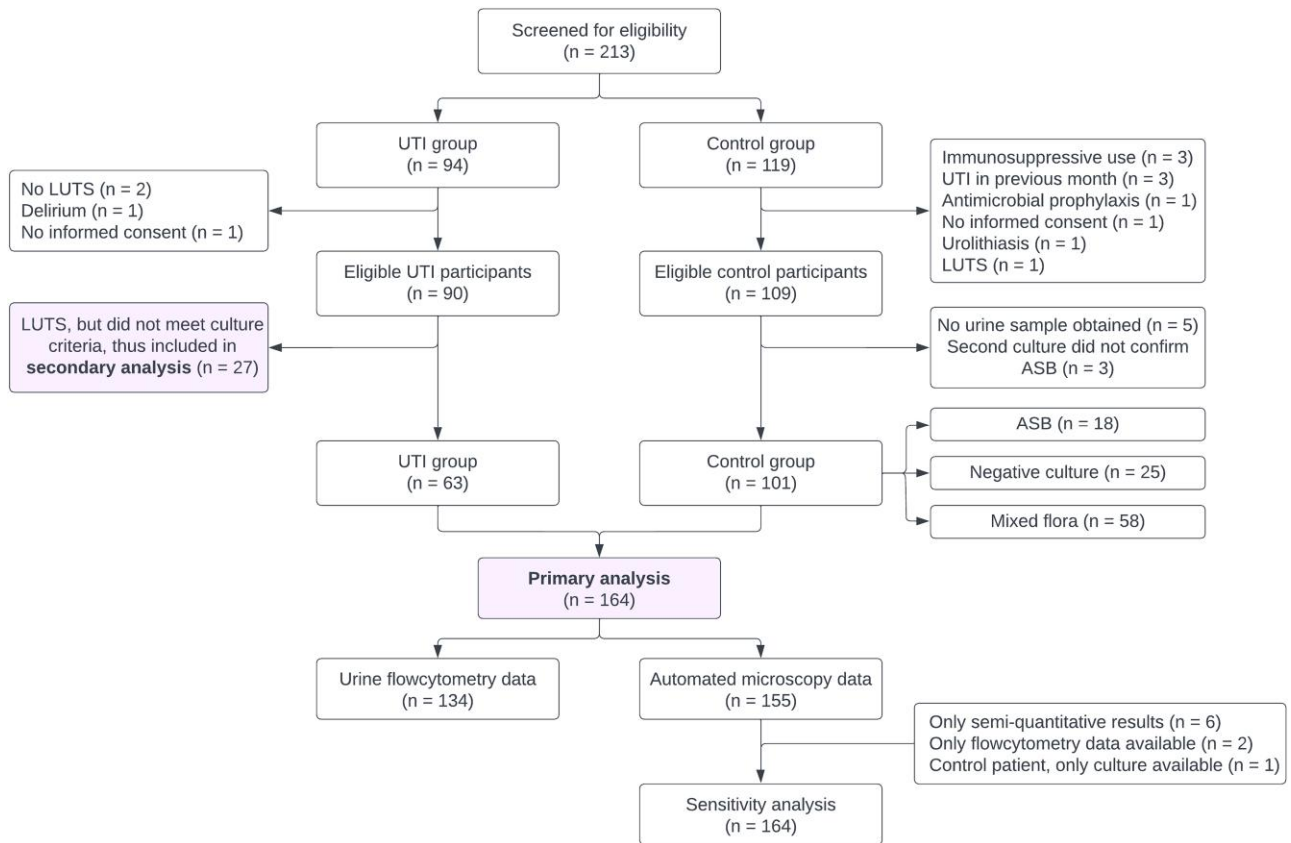 Screened for eligibility
(n = 213)
UTI group
(n = 94)
Control group
(n = 119)
No LUTS (n = 2)
Delirium (n = 1)
No informed consent (n = 1)
Immunosuppressive use (n = 3)
UTI in previous month (n = 3)
Antimicrobial prophylaxis (n = 1)
No informed consent (n = 1)
Urolithiasis (n = 1)
LUTS (n = 1)
Eligible UTI participants
(n = 90)
Eligible control participants
(n = 109)
LUTS, but did not meet culture
criteria, thus included in
secondary analysis (n = 27)
No urine sample obtained (n = 5)
Second culture did not confirm
ASB (n = 3)
UTI group
(n = 63)
Control group
(n = 101)
ASB (n = 18)
Negative culture (n = 25)
Mixed flora (n = 58)
Primary analysis
(n = 164)
Urine flowcytometry data
(n = 134)
Automated microscopy data
(n = 155)
Only semi-quantitative results (n = 6)
Only flowcytometry data available (n = 2)
Control patient, only culture available (n = 1)
Sensitivity analysis
(n = 164)